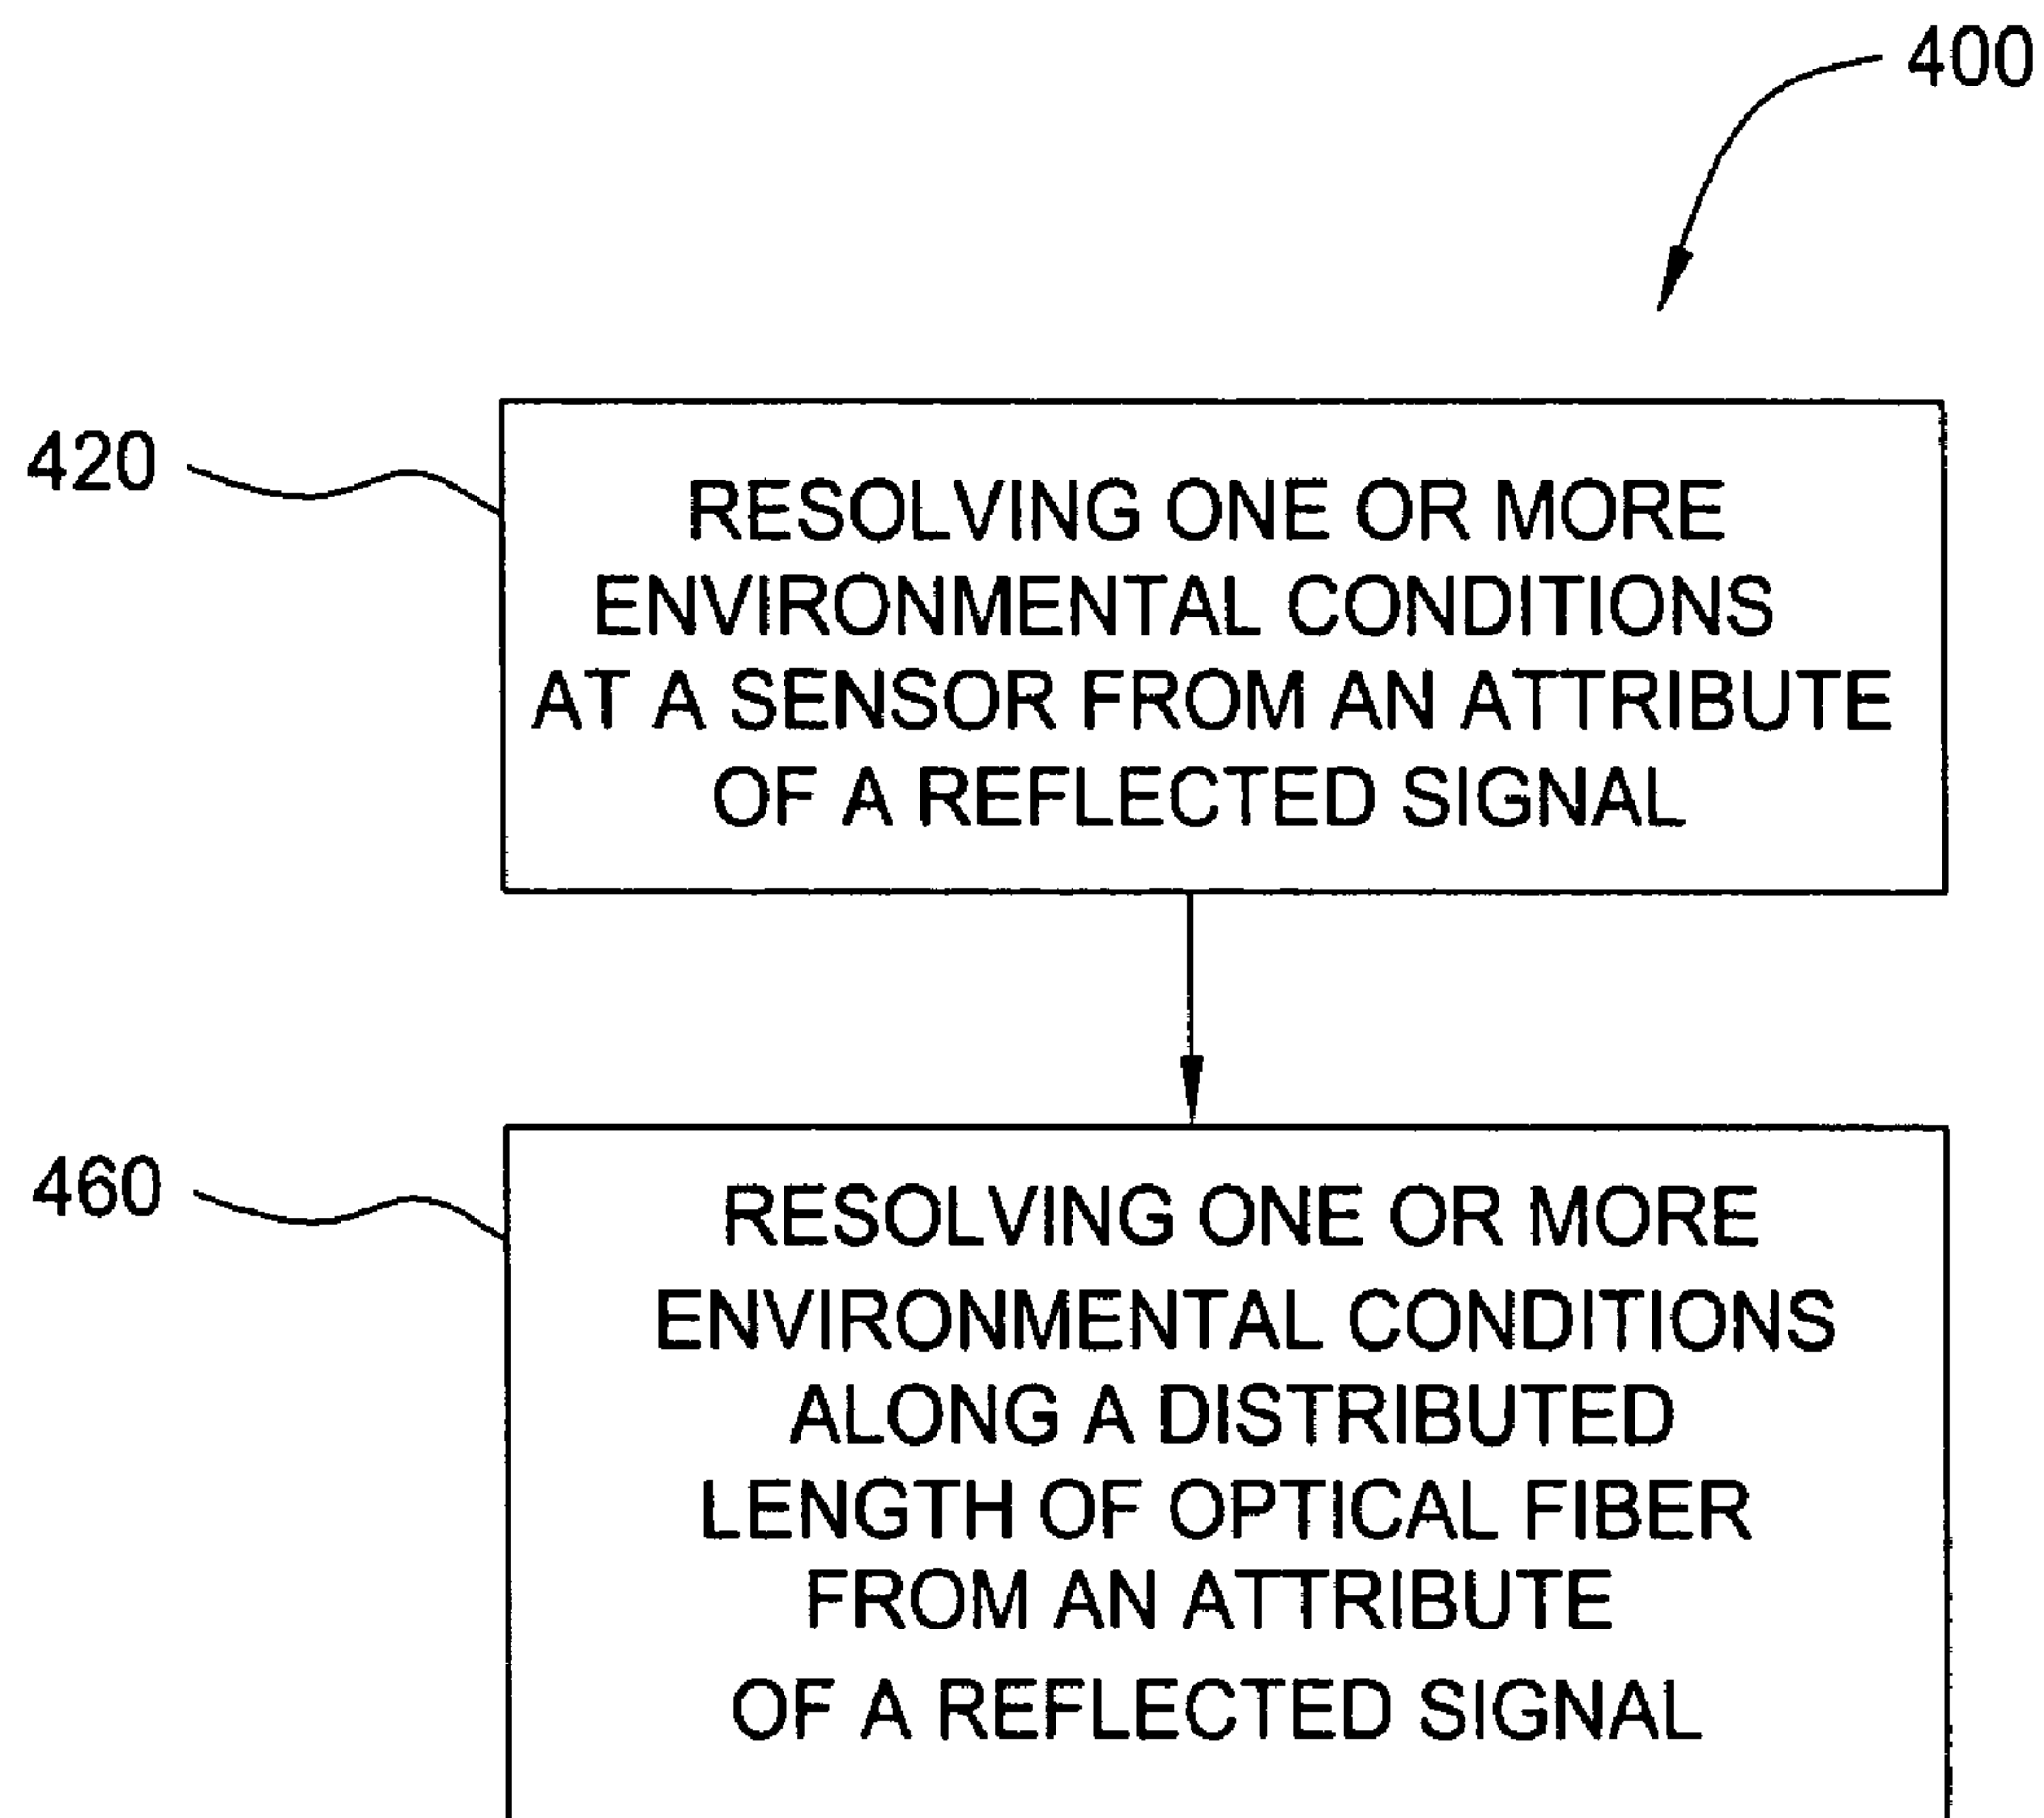 400
420
RESOLVING ONE OR MORE
ENVIRONMENTAL CONDITIONS
AT A SENSOR FROM AN ATTRIBUTE
OF A REFLECTED SIGNAL
460
RESOLVING ONE OR MORE
ENVIRONMENTAL CONDITIONS
ALONG A DISTRIBUTED
LENGTH OF OPTICAL FIBER
FROM AN ATTRIBUTE
OF A REFLECTED SIGNAL